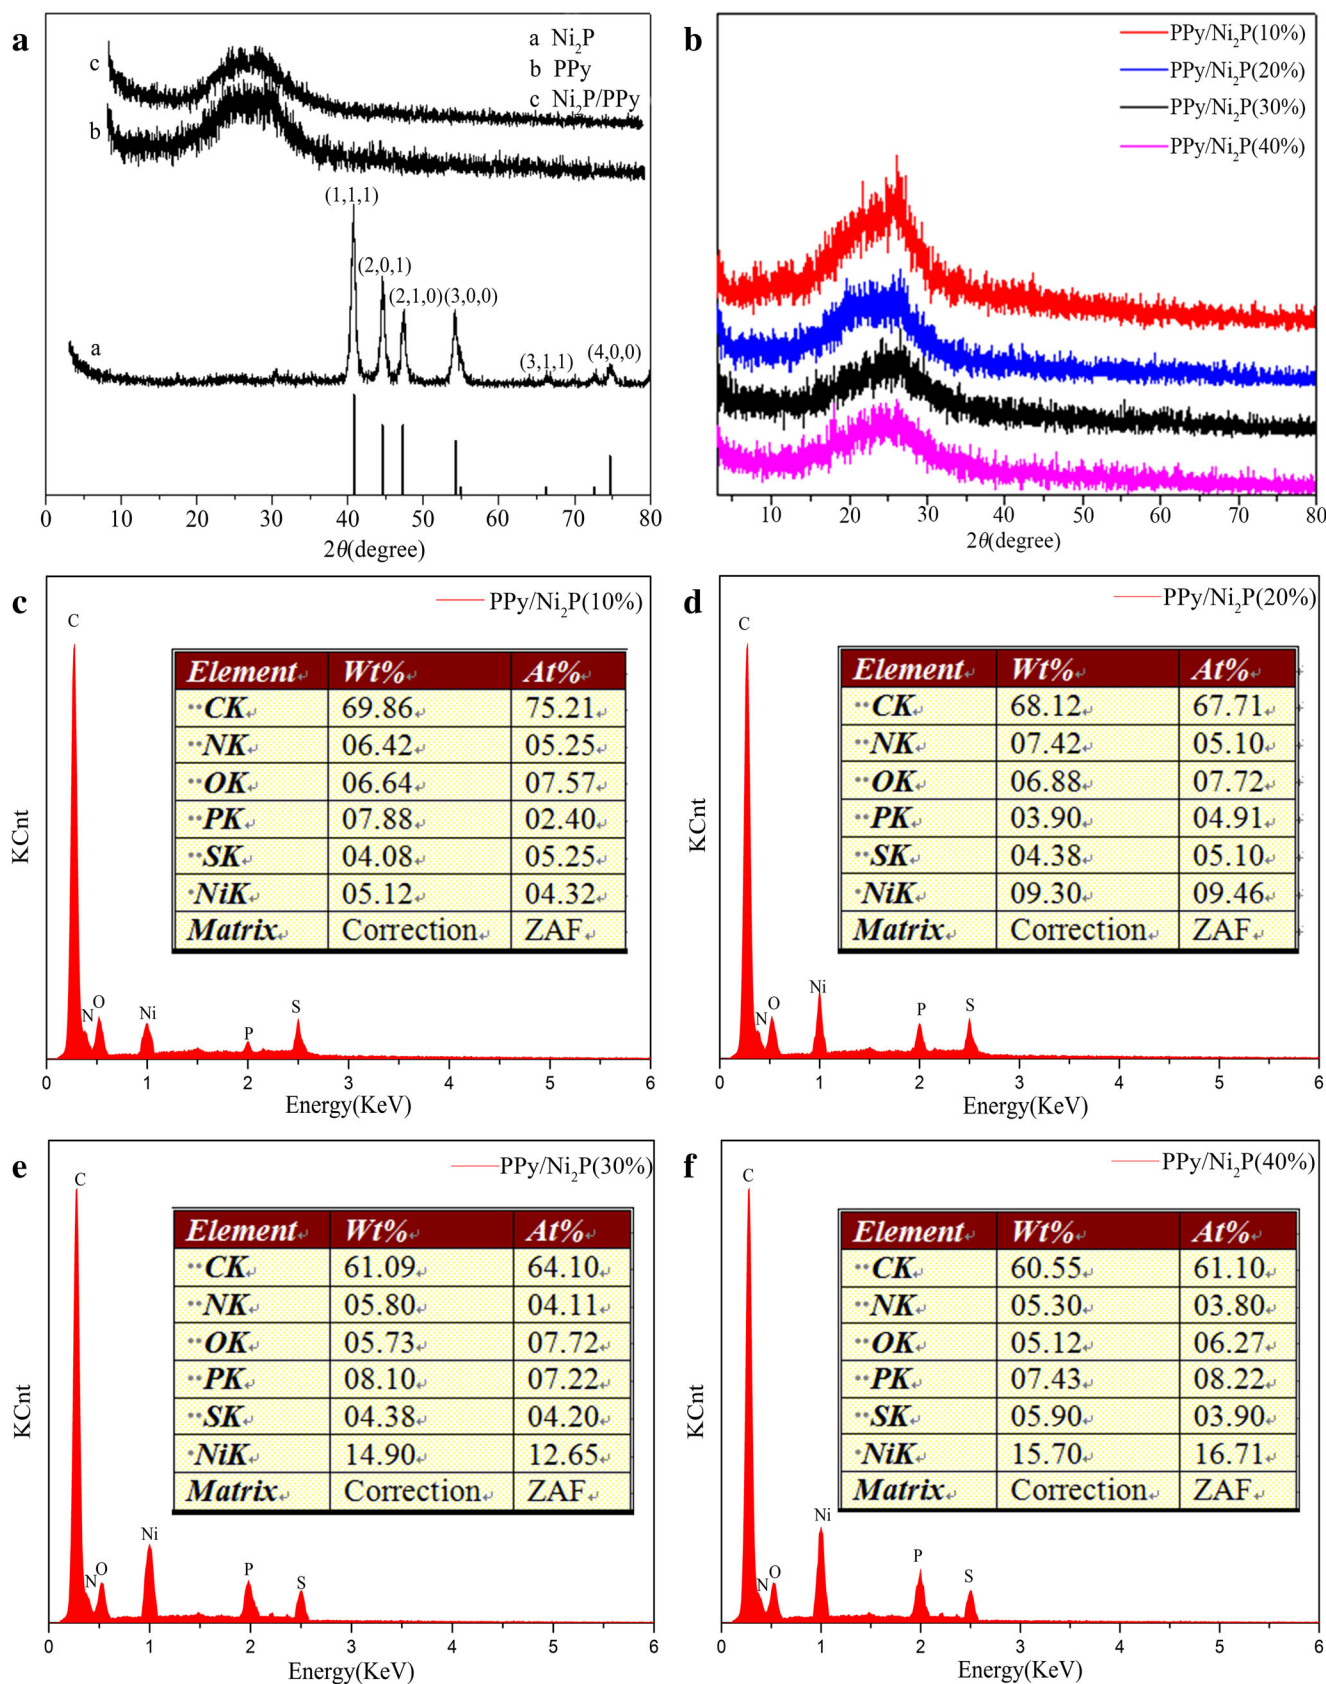 a
a Ni₂P
b PPy
c Ni₂P/PPy
c
b
(1,1,1)
(2,0,1)
(2,1,0)(3,0,0)
(3,1,1)
(4,0,0)
a
0 10 20 30 40 50 60 70 80
2θ(degree)
b
PPy/Ni₂P(10%)
PPy/Ni₂P(20%)
PPy/Ni₂P(30%)
PPy/Ni₂P(40%)
10 20 30 40 50 60 70 80
2θ(degree)
c
PPy/Ni₂P(10%)
C
Element Wt% At%
CK 69.86 75.21
NK 06.42 05.25
OK 06.64 07.57
PK 07.88 02.40
SK 04.08 05.25
NiK 05.12 04.32
Matrix Correction ZAF
KCnt
N O Ni P S
0 1 2 3 4 5 6
Energy(KeV)
d
PPy/Ni₂P(20%)
C
Element Wt% At%
CK 68.12 67.71
NK 07.42 05.10
OK 06.88 07.72
PK 03.90 04.91
SK 04.38 05.10
NiK 09.30 09.46
Matrix Correction ZAF
KCnt
N O Ni P S
0 1 2 3 4 5 6
Energy(KeV)
e
PPy/Ni₂P(30%)
C
Element Wt% At%
CK 61.09 64.10
NK 05.80 04.11
OK 05.73 07.72
PK 08.10 07.22
SK 04.38 04.20
NiK 14.90 12.65
Matrix Correction ZAF
KCnt
N O Ni P S
0 1 2 3 4 5 6
Energy(KeV)
f
PPy/Ni₂P(40%)
C
Element Wt% At%
CK 60.55 61.10
NK 05.30 03.80
OK 05.12 06.27
PK 07.43 08.22
SK 05.90 03.90
NiK 15.70 16.71
Matrix Correction ZAF
KCnt
N O Ni P S
0 1 2 3 4 5 6
Energy(KeV)